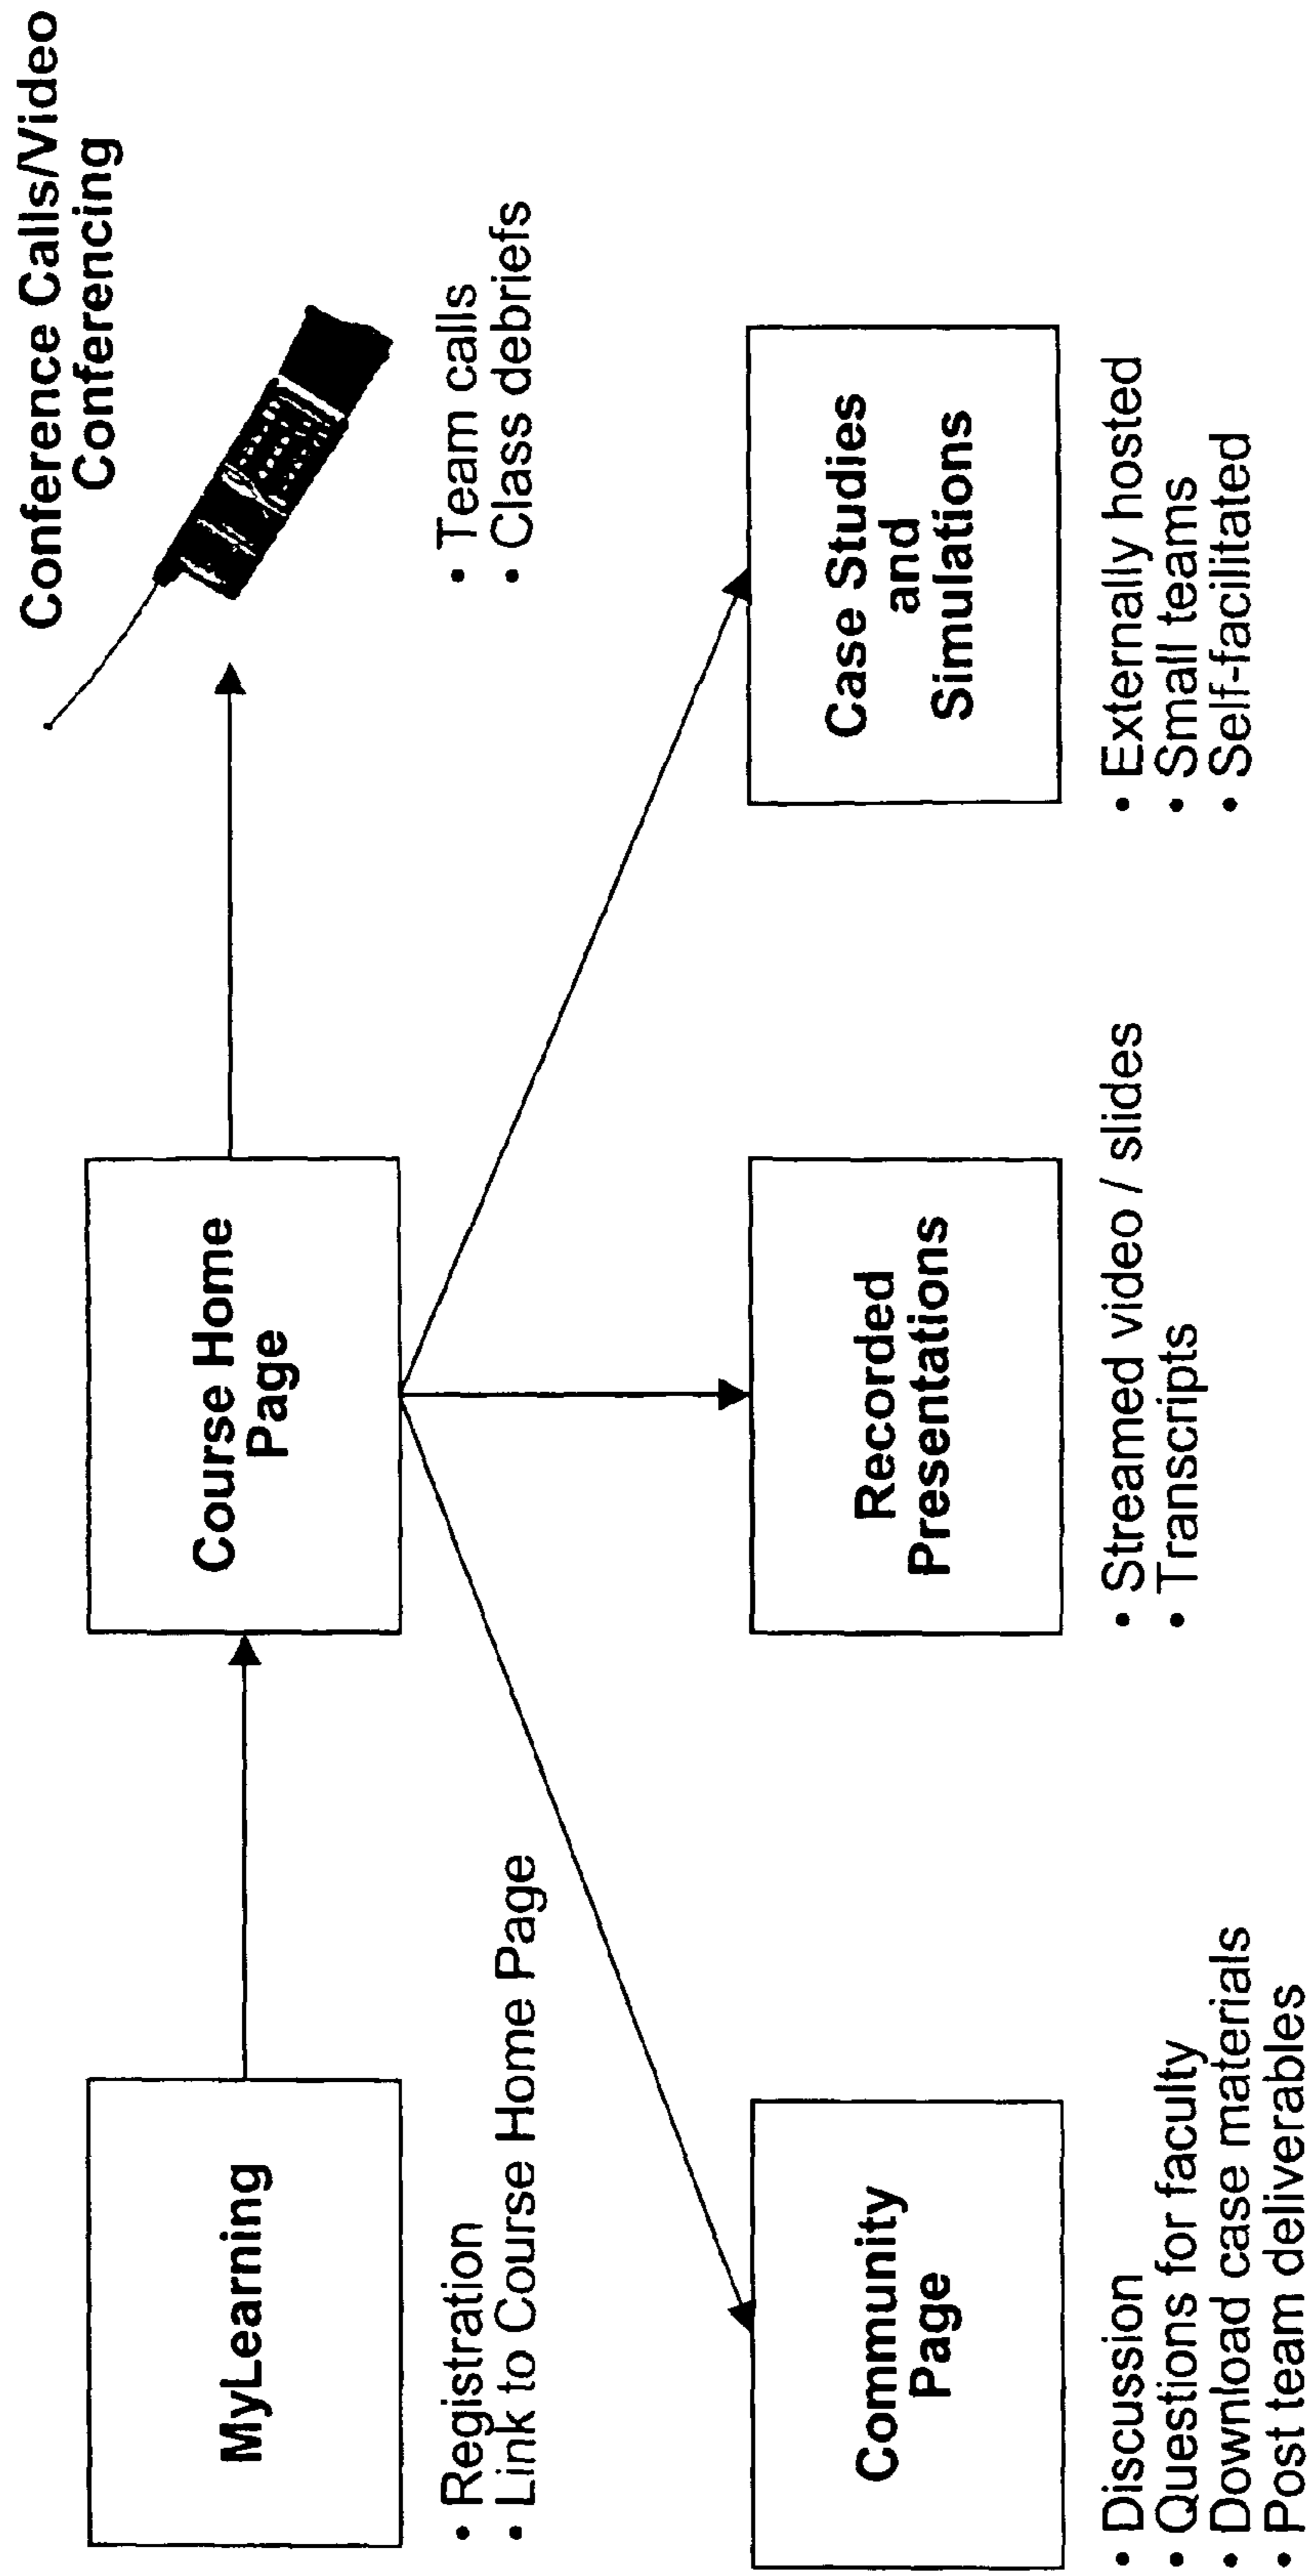 MyLearning
• Registration
• Link to Course Home Page
Course Home
Page
Conference Calls/Video
Conferencing
• Team calls
• Class debriefs
Community
Page
• Discussion
• Questions for faculty
• Download case materials
• Post team deliverables
Recorded
Presentations
• Streamed video / slides
• Transcripts
Case Studies
and
Simulations
• Externally hosted
• Small teams
• Self-facilitated